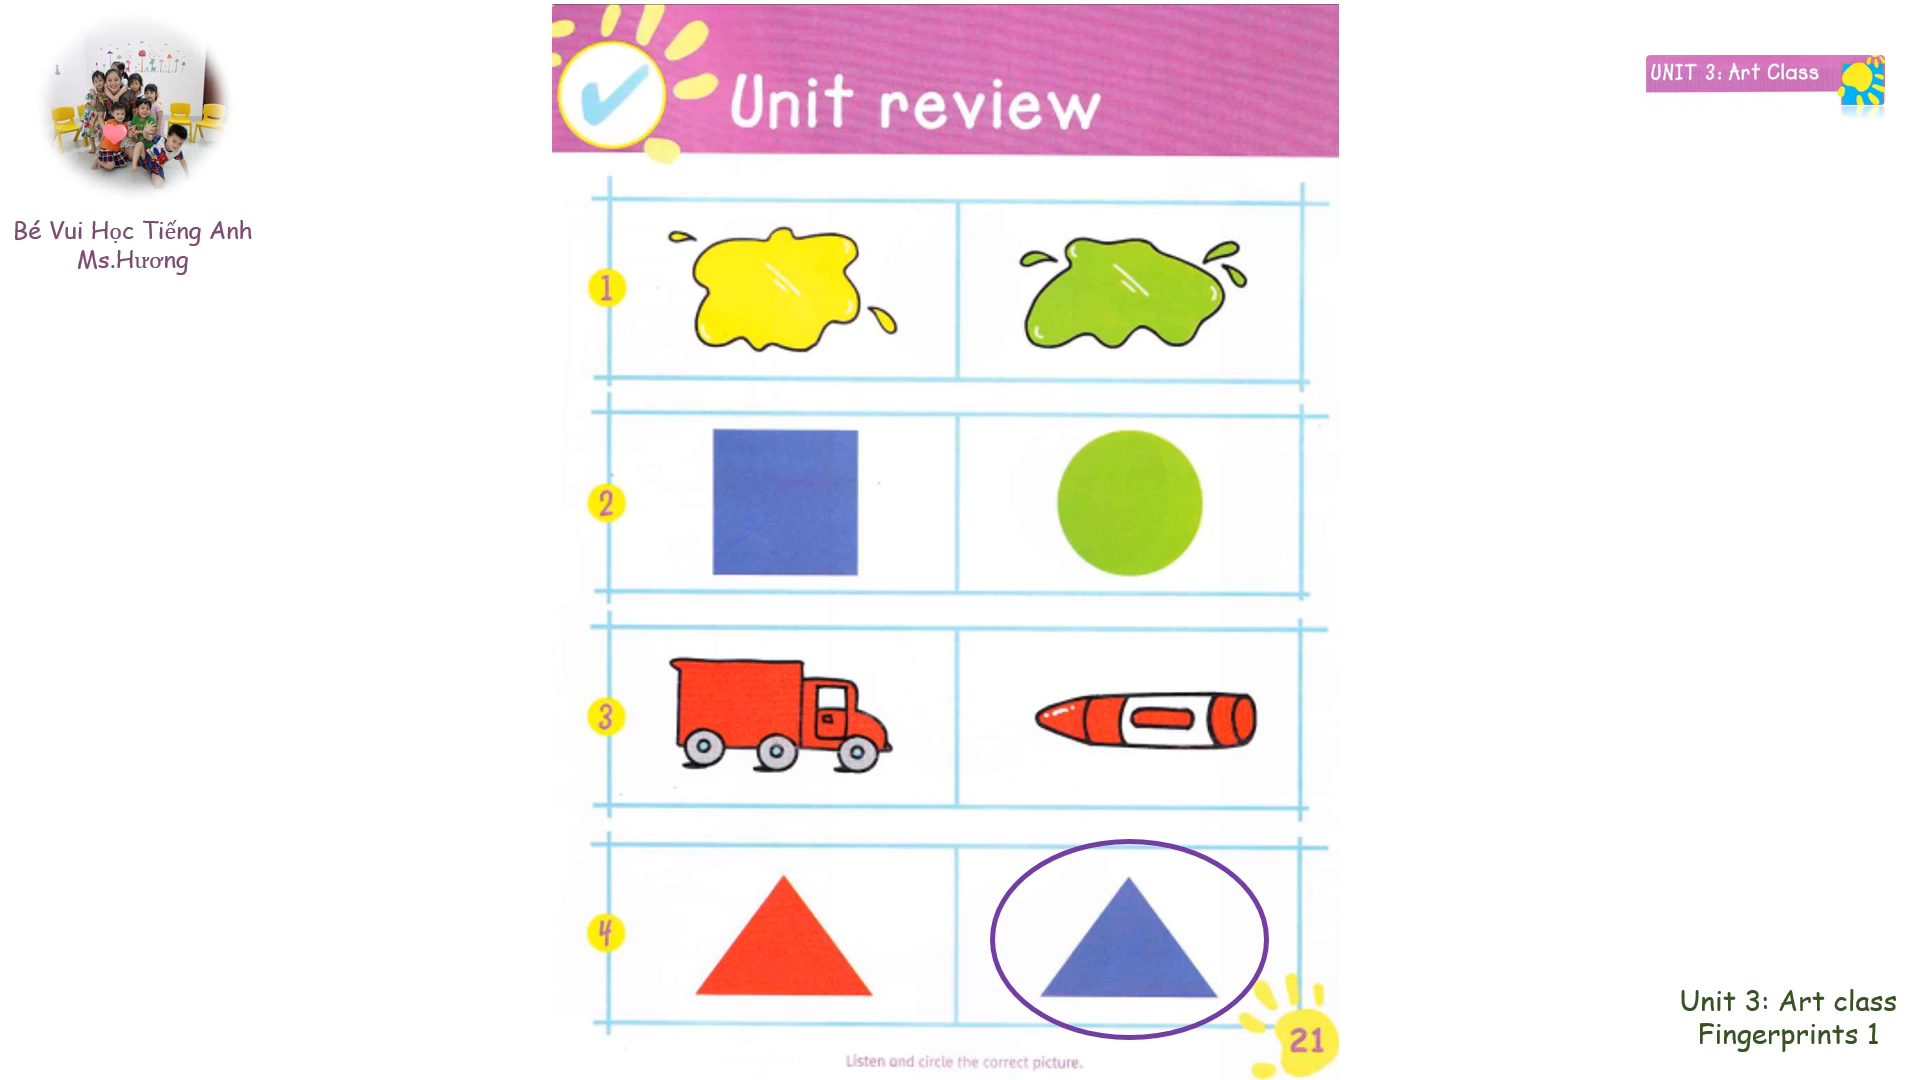 Unit review
UNIT 3: Art Class
Bé Vui Học Tiếng Anh
Ms.Hương
1
2
3
4
21
Listen and circle the correct picture.
Unit 3: Art class
Fingerprints 1